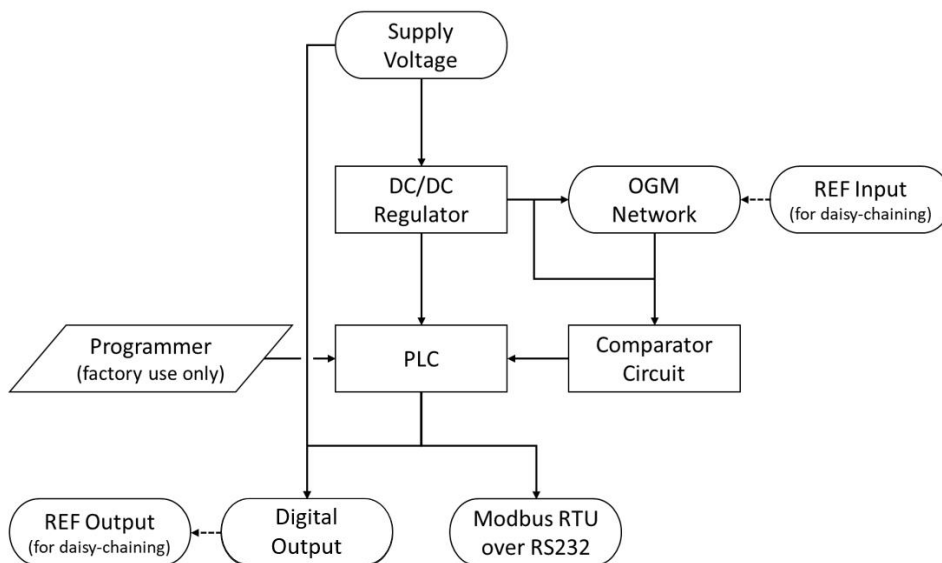 Supply
Voltage
DC/DC
Regulator
OGM
Network
REF Input
(for daisy-chaining)
Programmer
(factory use only)
PLC
Comparator
Circuit
REF Output
(for daisy-chaining)
Digital
Output
Modbus RTU
over RS232